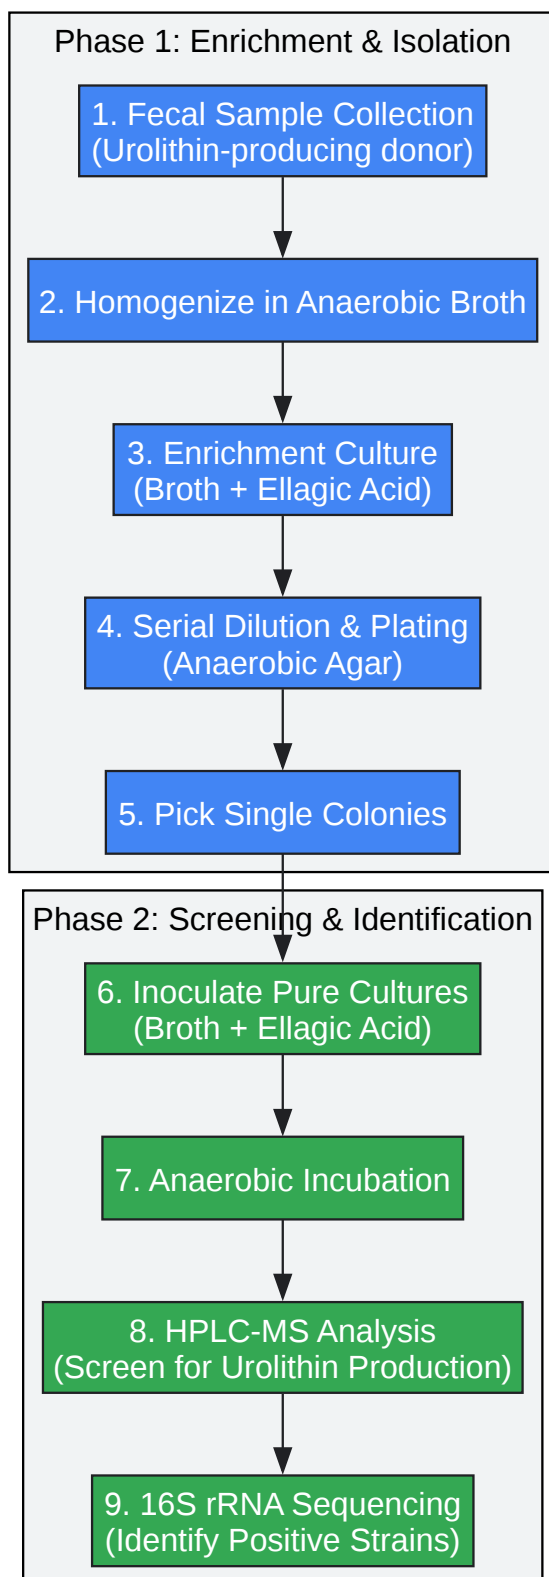 Phase 1: Enrichment & Isolation
1. Fecal Sample Collection
(Urolithin-producing donor)
2. Homogenize in Anaerobic Broth
3. Enrichment Culture
(Broth + Ellagic Acid)
4. Serial Dilution & Plating
(Anaerobic Agar)
5. Pick Single Colonies
Phase 2: Screening & Identification
6. Inoculate Pure Cultures
(Broth + Ellagic Acid)
7. Anaerobic Incubation
8. HPLC-MS Analysis
(Screen for Urolithin Production)
9. 16S rRNA Sequencing
(Identify Positive Strains)